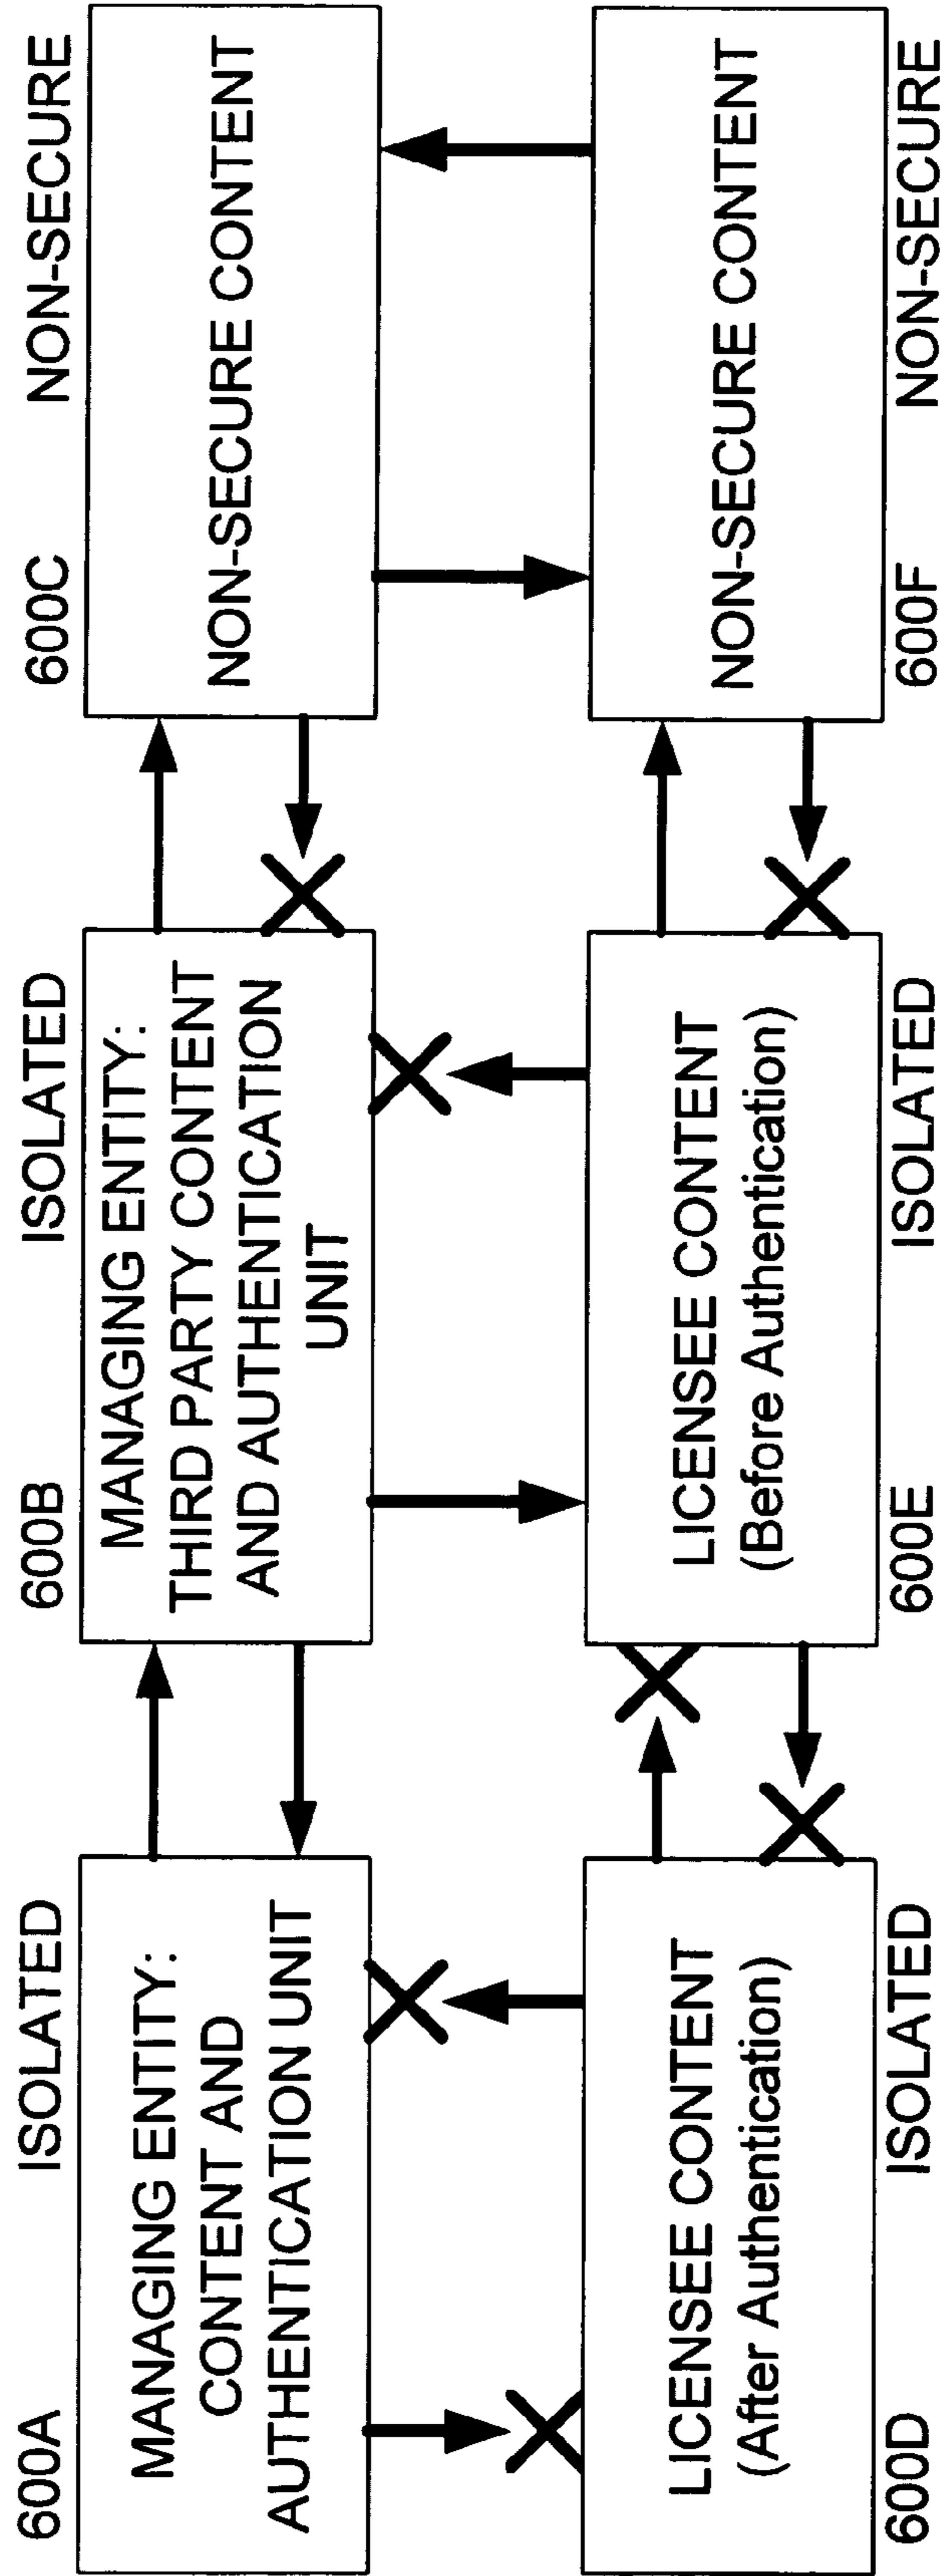 600A ISOLATED
MANAGING ENTITY:
CONTENT AND
AUTHENTICATION UNIT
600B ISOLATED
MANAGING ENTITY:
THIRD PARTY CONTENT
AND AUTHENTICATION
UNIT
600C NON-SECURE
NON-SECURE CONTENT
LICENSEE CONTENT
(After Authentication)
600D ISOLATED
LICENSEE CONTENT
(Before Authentication)
600E ISOLATED
NON-SECURE CONTENT
600F NON-SECURE